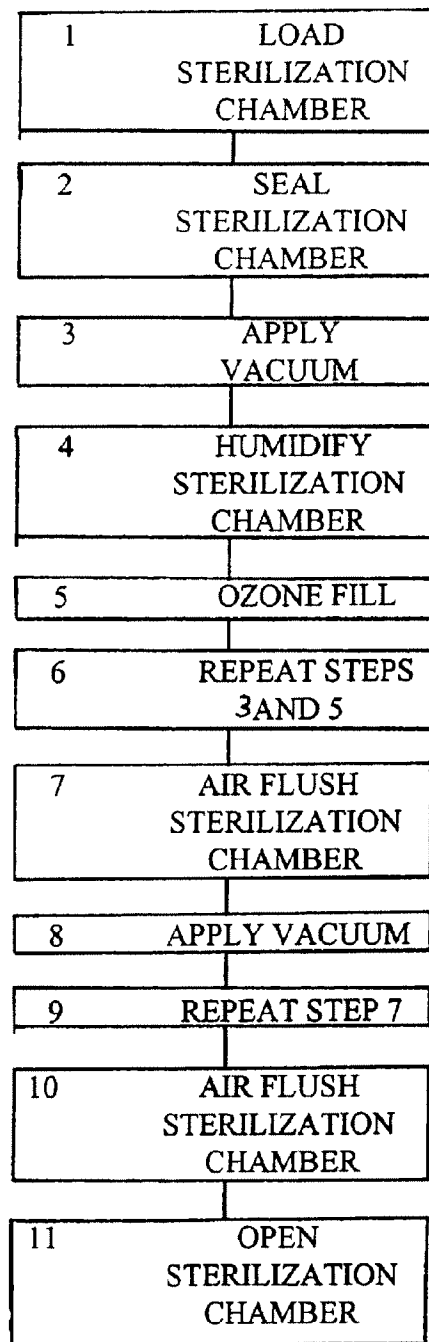 1 LOAD
STERILIZATION
CHAMBER
2 SEAL
STERILIZATION
CHAMBER
3 APPLY
VACUUM
4 HUMIDIFY
STERILIZATION
CHAMBER
5 OZONE FILL
6 REPEAT STEPS
3AND 5
7 AIR FLUSH
STERILIZATION
CHAMBER
8 APPLY VACUUM
9 REPEAT STEP 7
10 AIR FLUSH
STERILIZATION
CHAMBER
11 OPEN
STERILIZATION
CHAMBER